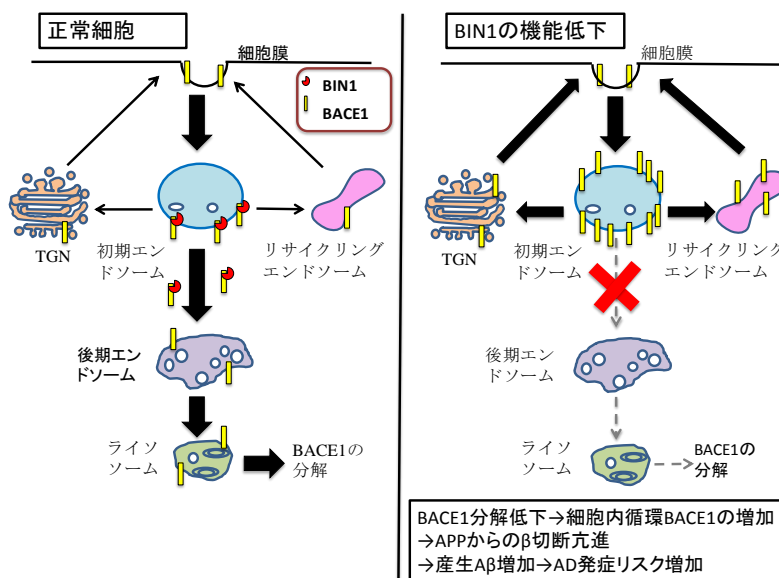 正常細胞
細胞膜
BIN1
BACE1
TGN
初期エン
ドソーム
リサイクリング
エンドソーム
後期エン
ドソーム
ライソ
ソーム
BACE1の
分解
BIN1の機能低下
細胞膜
TGN
初期エン
ドソーム
リサイクリング
エンドソーム
後期エン
ドソーム
ライソ
ソーム
BACE1の
分解
BACE1分解低下→細胞内循環BACE1の増加
→APPからのβ切断亢進
→産生Aβ増加→AD発症リスク増加